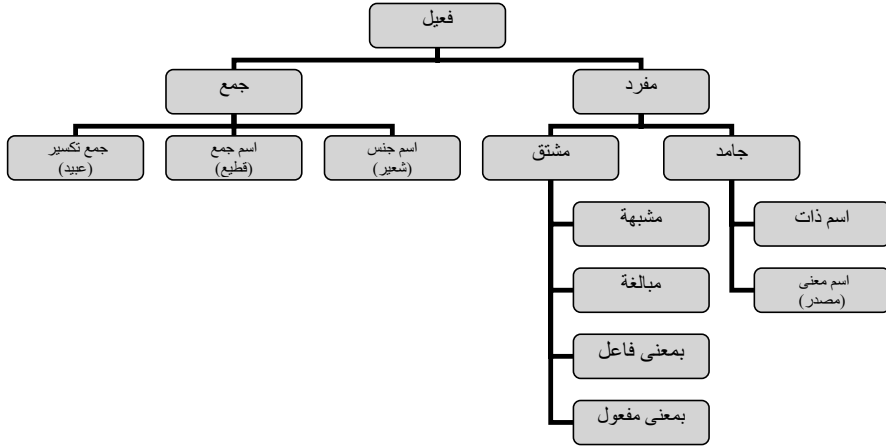 فعيل
مفرد
جمع
جامد
مشتق
اسم جنس
(شعير)
اسم جمع
(قطيع)
جمع تكسير
(عبيد)
اسم ذات
مشبهة
اسم معنى
(مصدر)
مبالغة
بمعنى فاعل
بمعنى مفعول